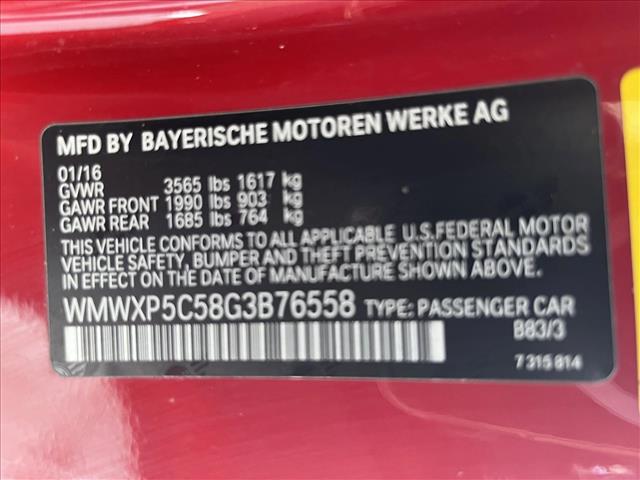 MFD BY BAYERISCHE MOTOREN WERKE AG
01/16
GVWR 3565 lbs 1617 kg
GAWR FRONT 1990 lbs 903 kg
GAWR REAR 1685 lbs 764 kg
THIS VEHICLE CONFORMS TO ALL APPLICABLE U.S.FEDERAL MOTOR
VEHICLE SAFETY, BUMPER AND THEFT PREVENTION STANDARDS
IN EFFECT ON THE DATE OF MANUFACTURE SHOWN ABOVE.
WMWXP5C58G3B76558 TYPE: PASSENGER CAR
B83/3
7 315 814